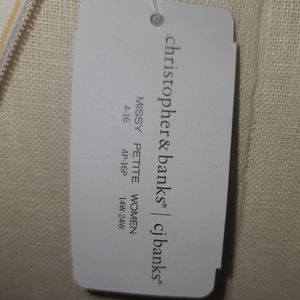 christopher&banks® | cj banks®
MISSY PETITE WOMEN
4-16 4P-16P 14W-24W